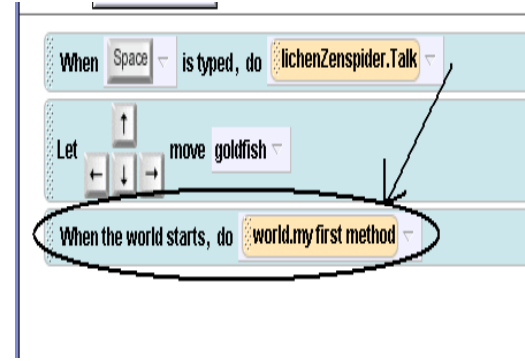 When Space is typed, do lichenZenspider.Talk
Let ↑ ← ↓ → move goldfish
When the world starts, do world.my first method